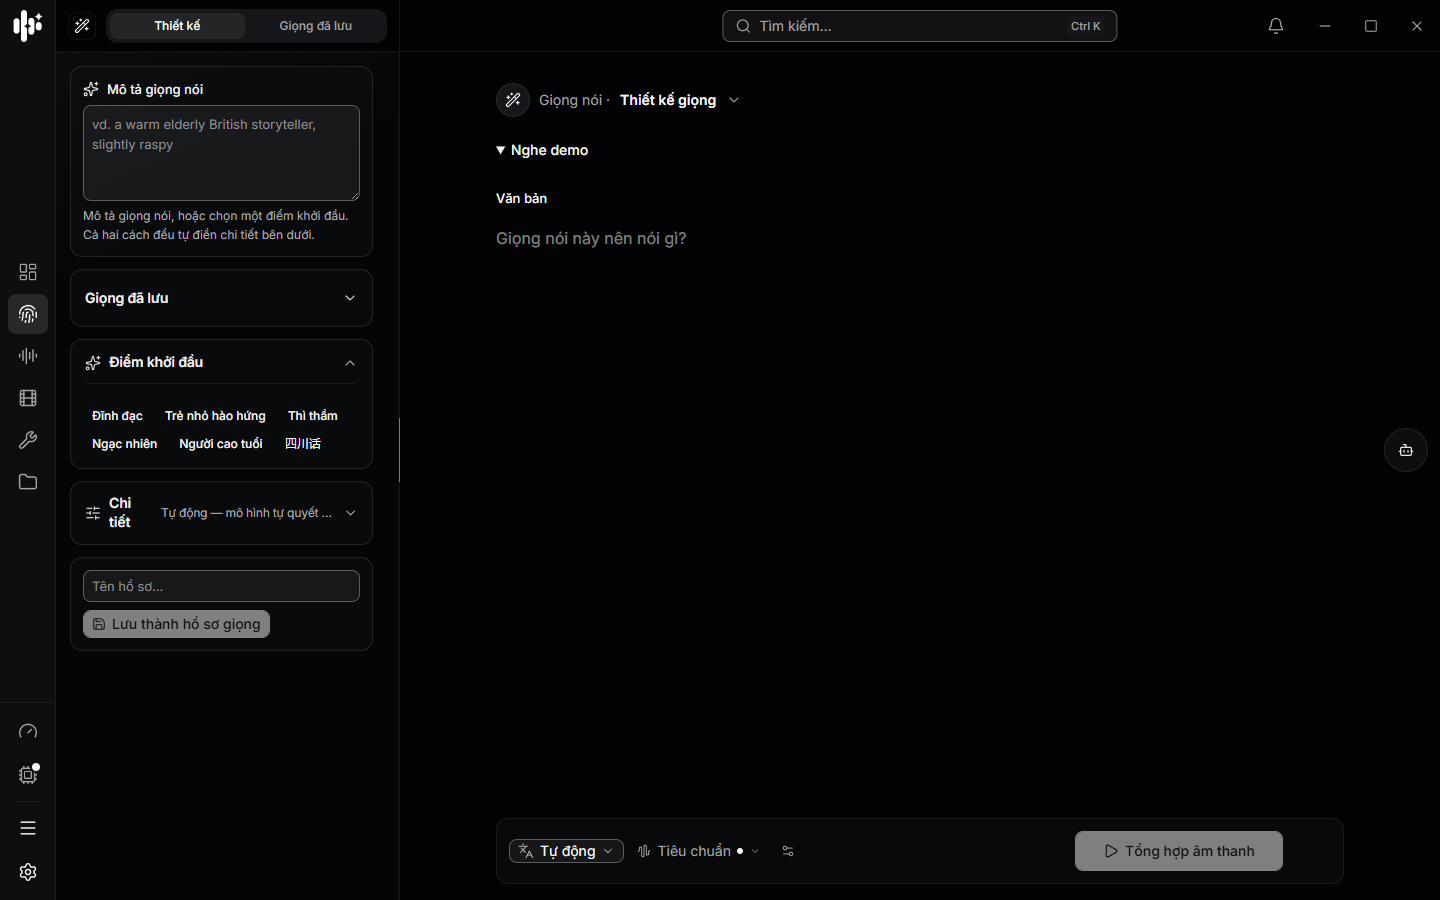 Thiết kế
Giọng đã lưu
Tìm kiếm...
Ctrl K
Mô tả giọng nói
vd. a warm elderly British storyteller,
slightly raspy
Mô tả giọng nói, hoặc chọn một điểm khởi đầu.
Cả hai cách đều tự điền chi tiết bên dưới.
Giọng đã lưu
Điểm khởi đầu
Đĩnh đạc
Trẻ nhỏ hào hứng
Thì thầm
Ngạc nhiên
Người cao tuổi
四川话
Chi
tiết
Tự động — mô hình tự quyết ...
Tên hồ sơ...
Lưu thành hồ sơ giọng
Giọng nói · Thiết kế giọng
Nghe demo
Văn bản
Giọng nói này nên nói gì?
Tự động
Tiêu chuẩn
Tổng hợp âm thanh